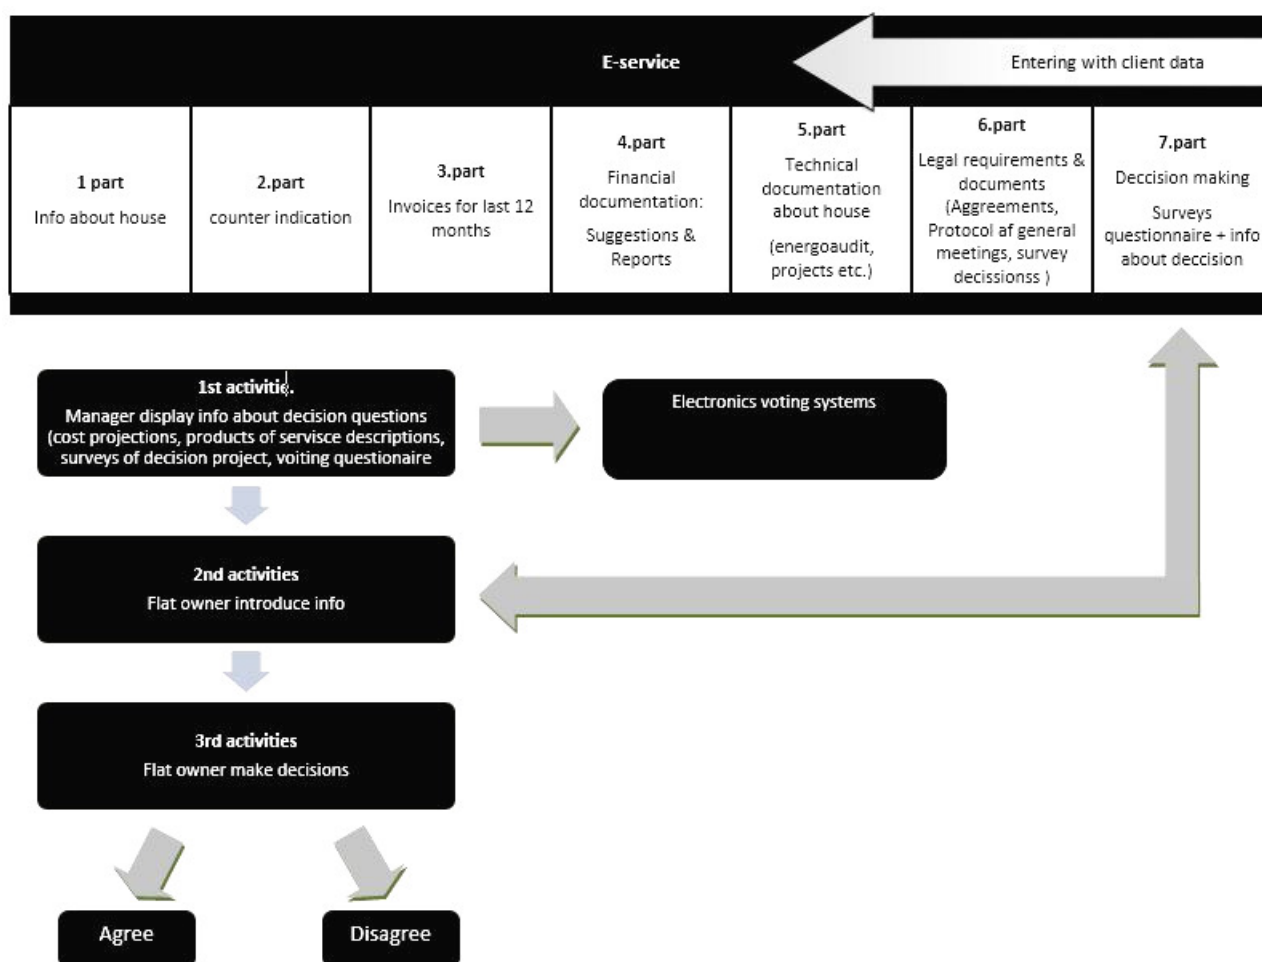 E-service
Entering with client data
1 part
Info about house
2.part
counter indication
3.part
Invoices for last 12
months
4.part
Financial
documentation:
Suggestions &
Reports
5.part
Technical
documentation
about house
(energoaudit,
projects etc.)
6.part
Legal requirements &
documents
(Aggreements,
Protocol af general
meetings, survey
decissionss )
7.part
Deccision making
Surveys
questionnaire + info
about deccision
1st activitie.
Manager display info about decision questions
(cost projections, products of servisce descriptions,
surveys of decision project, voiting questionaire
Electronics voting systems
2nd activities
Flat owner introduce info
3rd activities
Flat owner make decisions
Agree
Disagree